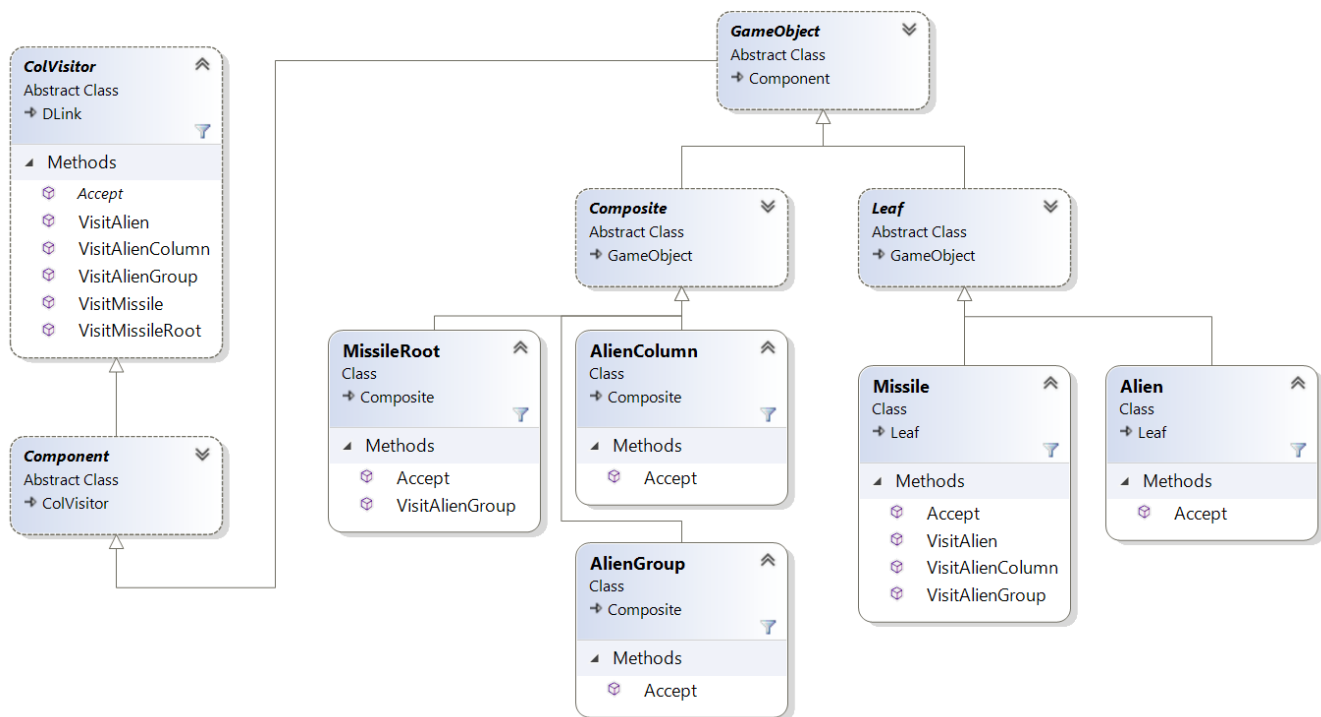 GameObject
Abstract Class
Component
ColVisitor
Abstract Class
DLink
Methods
Accept
VisitAlien
VisitAlienColumn
VisitAlienGroup
VisitMissile
VisitMissileRoot
Composite
Abstract Class
GameObject
Leaf
Abstract Class
GameObject
MissileRoot
Class
Composite
Methods
Accept
VisitAlienGroup
AlienColumn
Class
Composite
Methods
Accept
Missile
Class
Leaf
Methods
Accept
VisitAlien
VisitAlienColumn
VisitAlienGroup
Alien
Class
Leaf
Methods
Accept
Component
Abstract Class
ColVisitor
AlienGroup
Class
Composite
Methods
Accept